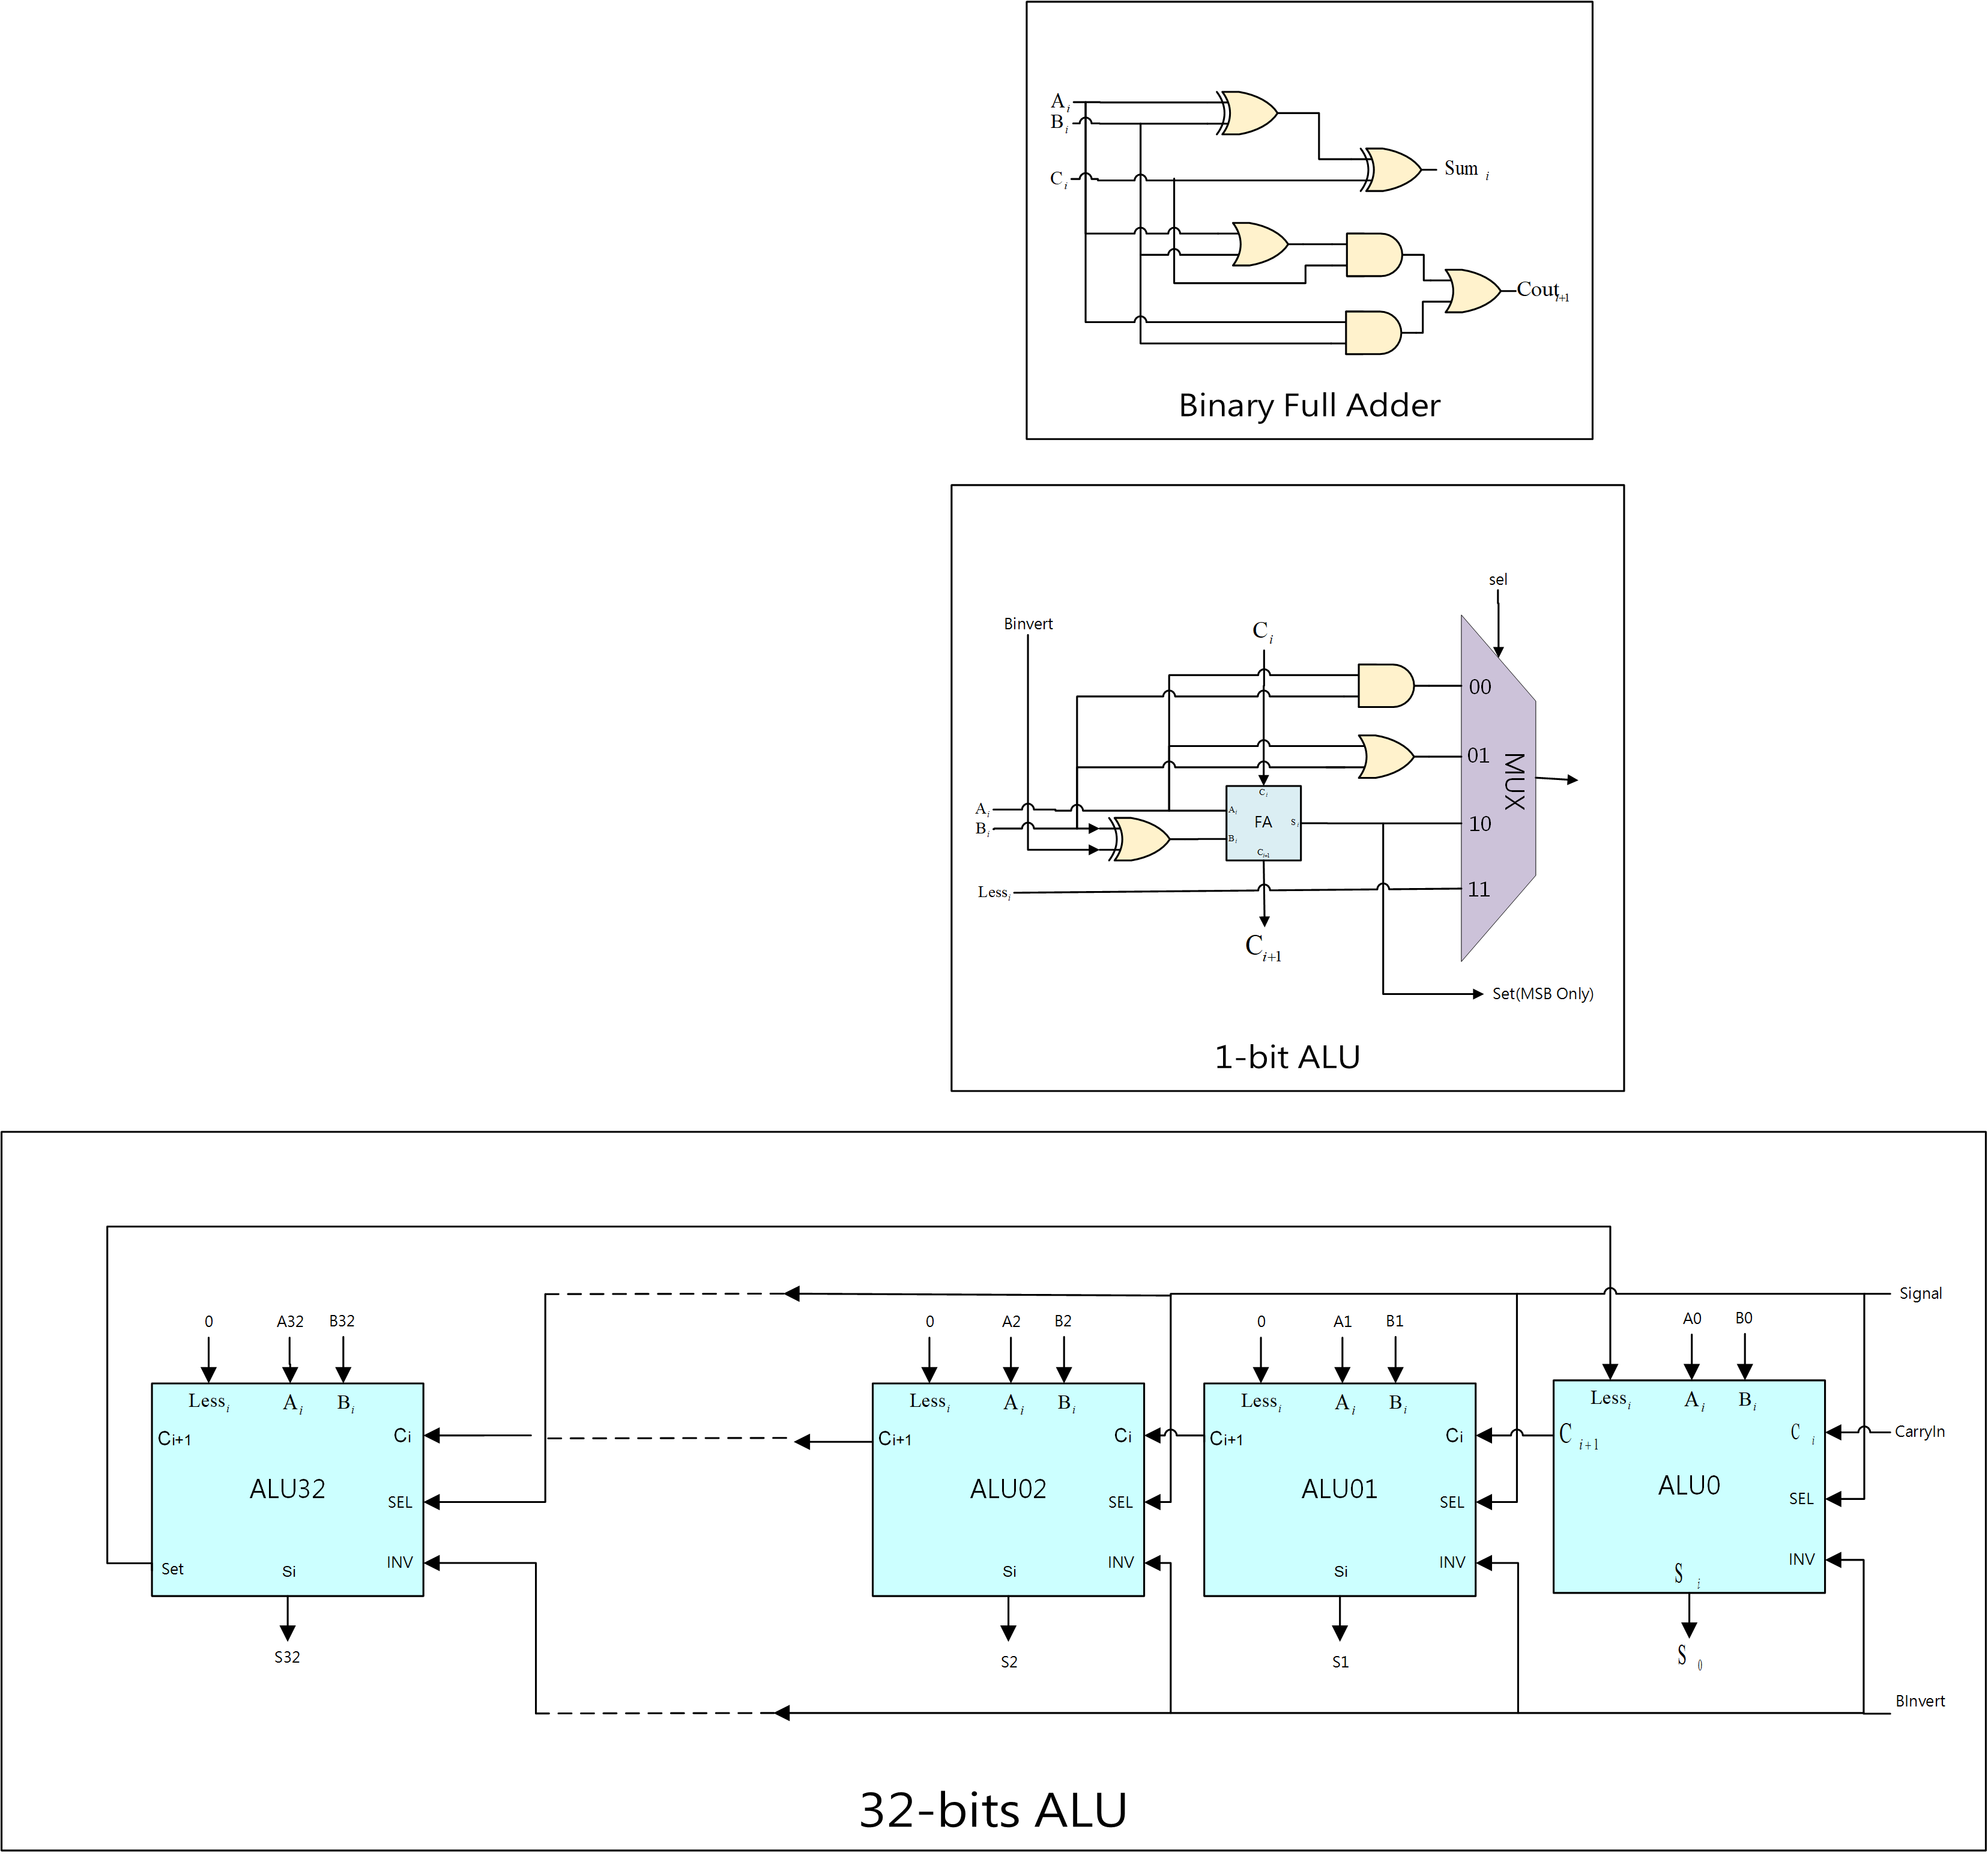 A i
B i
C i
Sum i
Cout i+1
Binary Full Adder
sel
Binvert
C i
00
01
MUX
A i
B i
C i
A i
FA
S i
B i
C i+1
10
Less i
11
C i+1
Set(MSB Only)
1-bit ALU
Signal
0 A32 B32
0 A2 B2
0 A1 B1
A0 B0
Less i A i B i
Less i A i B i
Less i A i B i
Less i A i B i
Ci+1 Ci
Ci+1 Ci
Ci+1 Ci
C i+1 C i
CarryIn
ALU32
ALU02
ALU01
ALU0
SEL
SEL
SEL
SEL
Set Si INV
Si INV
Si INV
S i INV
S32
S2
S1
S 0
BInvert
32-bits ALU